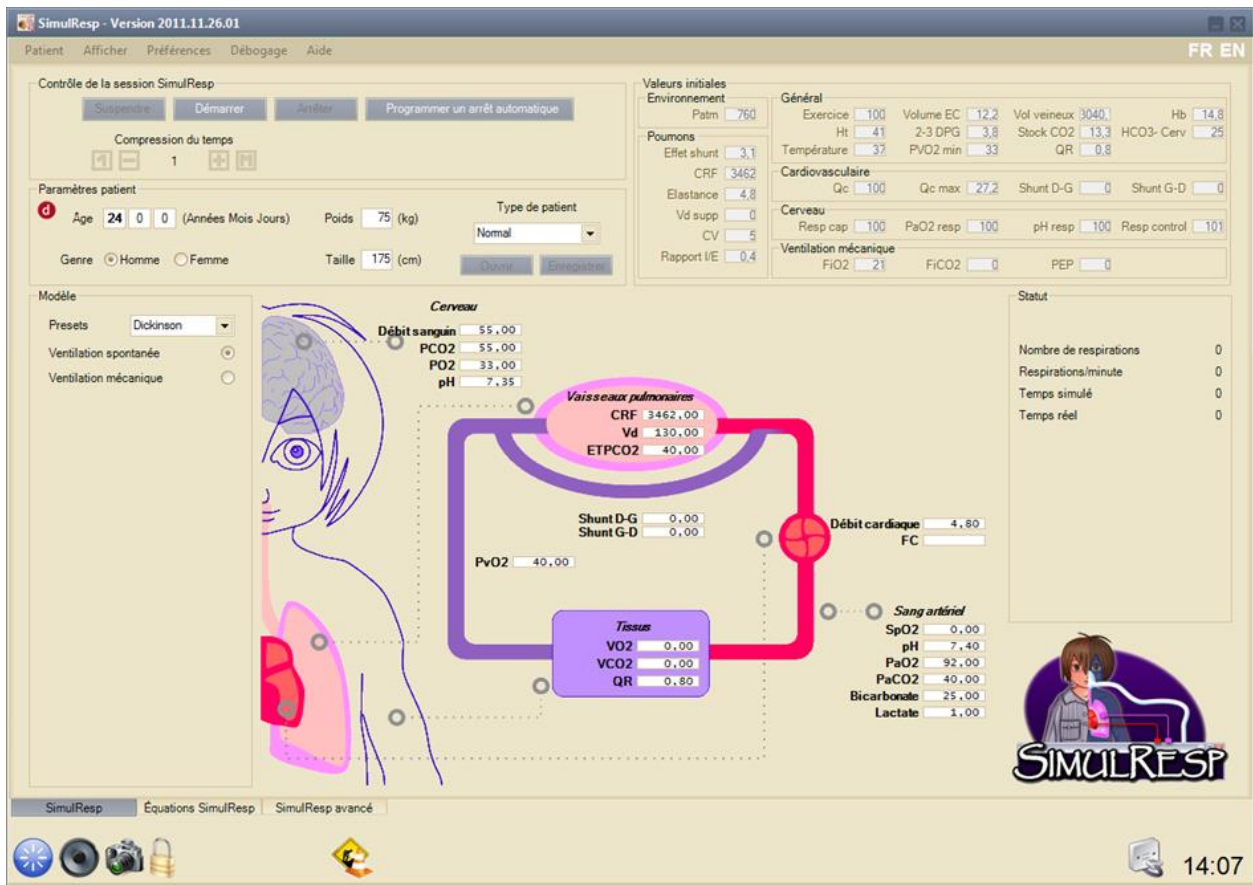 SimulResp - Version 2011.11.26.01
Patient Afficher Préférences Débogage Aide FR EN
Contrôle de la session SimulResp
Suspendre Démarrer Arrêter Programmer un arrêt automatique
Compression du temps
1
Paramètres patient
d
Age 24 0 0 (Années Mois Jours) Poids 75 (kg)
Genre Homme Femme Taille 175 (cm)
Type de patient
Normal
Ouvrir Enregistrer
Valeurs initiales
Environnement
Patm 760
Poumons
Effet shunt 3,1
CRF 3462
Elastance 4,8
Vd supp 0
CV 5
Rapport I/E 0,4
Général
Exercice 100 Volume EC 12,2 Vol veineux 3040, Hb 14,8
Ht 41 2-3 DPG 3,8 Stock CO2 13,3 HCO3- Cerv 25
Température 37 PVO2 min 33 QR 0,8
Cardiovasculaire
Qc 100 Qc max 27,2 Shunt D-G 0 Shunt G-D 0
Cerveau
Resp cap 100 PaO2 resp 100 pH resp 100 Resp control 101
Ventilation mécanique
FiO2 21 FiCO2 0 PEP 0
Modèle
Presets Dickinson
Ventilation spontanée
Ventilation mécanique
Cerveau
Débit sanguin 55,00
PCO2 55,00
PO2 33,00
pH 7,35
Vaisseaux pulmonaires
CRF 3462,00
Vd 130,00
ETPCO2 40,00
Shunt D-G 0,00
Shunt G-D 0,00
PvO2 40,00
Débit cardiaque 4,80
FC
Tissus
VO2 0,00
VCO2 0,00
QR 0,80
Sang artériel
SpO2 0,00
pH 7,40
PaO2 92,00
PaCO2 40,00
Bicarbonate 25,00
Lactate 1,00
Statut
Nombre de respirations 0
Respirations/minute 0
Temps simulé 0
Temps réel 0
SIMULRESP
SimulResp Équations SimulResp SimulResp avancé
14:07